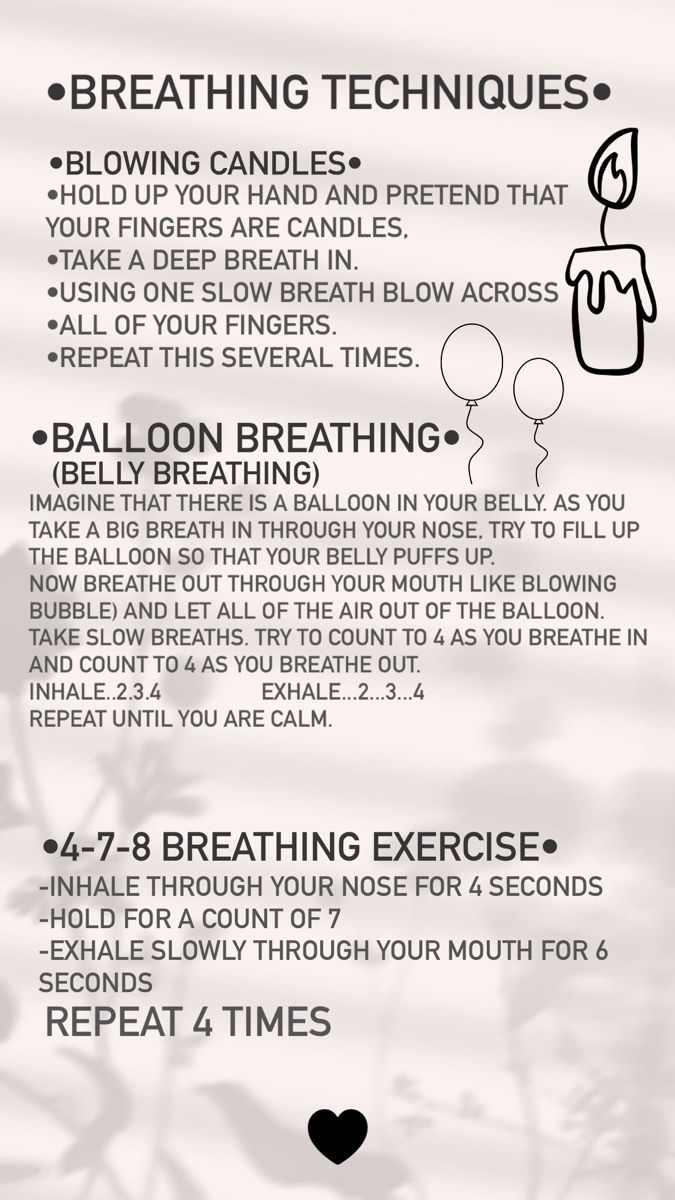 •BREATHING TECHNIQUES•
•BLOWING CANDLES•
•HOLD UP YOUR HAND AND PRETEND THAT
YOUR FINGERS ARE CANDLES,
•TAKE A DEEP BREATH IN.
•USING ONE SLOW BREATH BLOW ACROSS
•ALL OF YOUR FINGERS.
•REPEAT THIS SEVERAL TIMES.
•BALLOON BREATHING•
(BELLY BREATHING)
IMAGINE THAT THERE IS A BALLOON IN YOUR BELLY. AS YOU
TAKE A BIG BREATH IN THROUGH YOUR NOSE, TRY TO FILL UP
THE BALLOON SO THAT YOUR BELLY PUFFS UP.
NOW BREATHE OUT THROUGH YOUR MOUTH LIKE BLOWING
BUBBLE) AND LET ALL OF THE AIR OUT OF THE BALLOON.
TAKE SLOW BREATHS. TRY TO COUNT TO 4 AS YOU BREATHE IN
AND COUNT TO 4 AS YOU BREATHE OUT.
INHALE..2.3.4 EXHALE...2...3...4
REPEAT UNTIL YOU ARE CALM.
•4-7-8 BREATHING EXERCISE•
-INHALE THROUGH YOUR NOSE FOR 4 SECONDS
-HOLD FOR A COUNT OF 7
-EXHALE SLOWLY THROUGH YOUR MOUTH FOR 6
SECONDS
REPEAT 4 TIMES